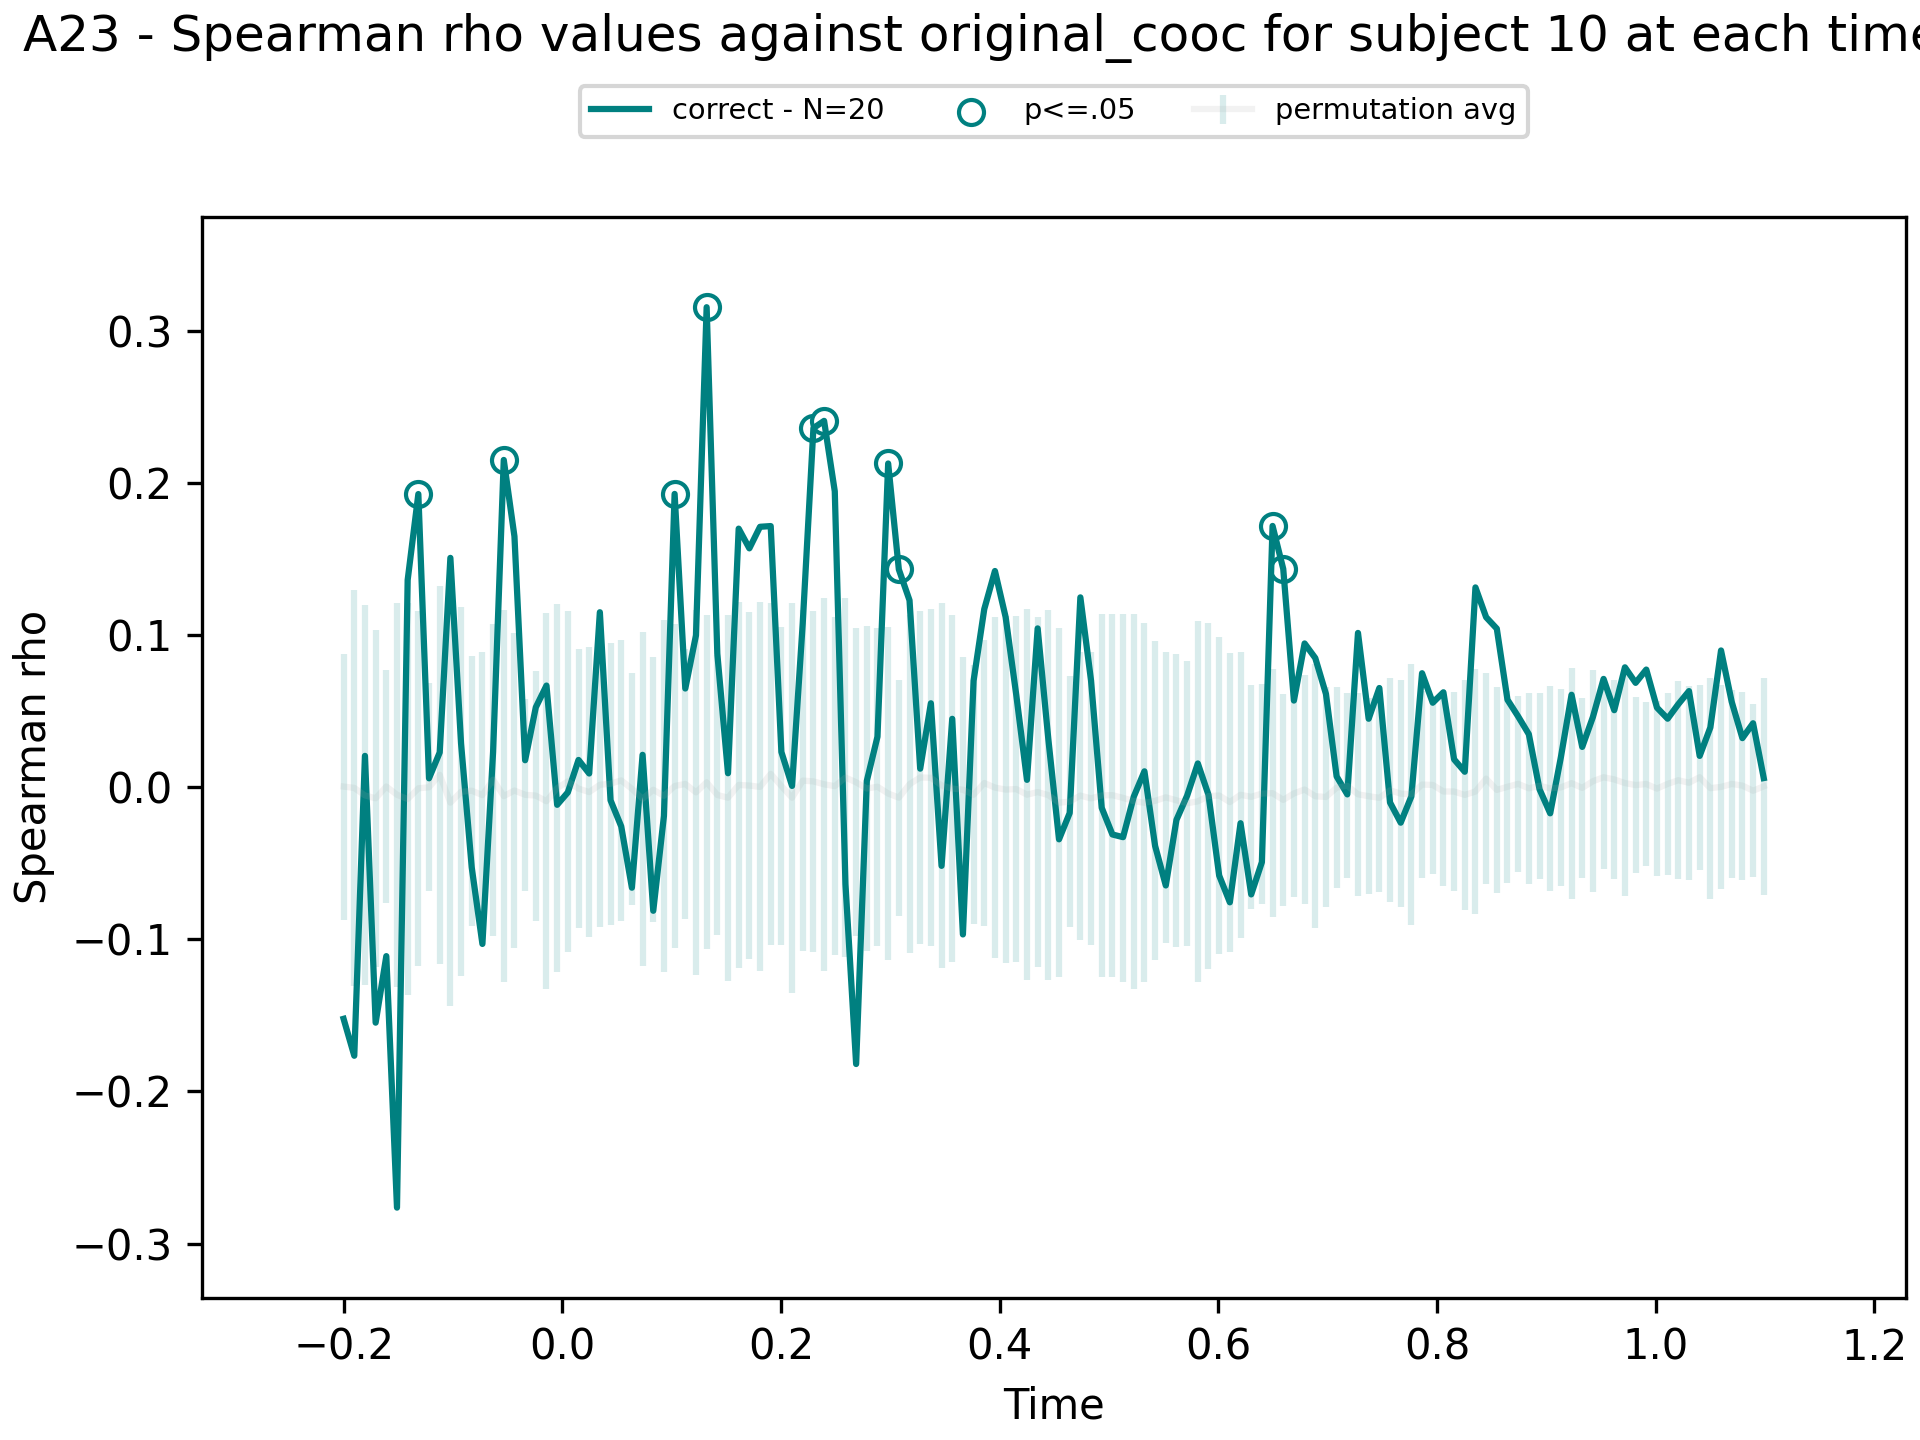 A23 - Spearman rho values against original_cooc for subject 10 at each time
correct - N=20 p<=.05 permutation avg
Spearman rho
0.3
0.2
0.1
0.0
−0.1
−0.2
−0.3
−0.2 0.0 0.2 0.4 0.6 0.8 1.0 1.2
Time